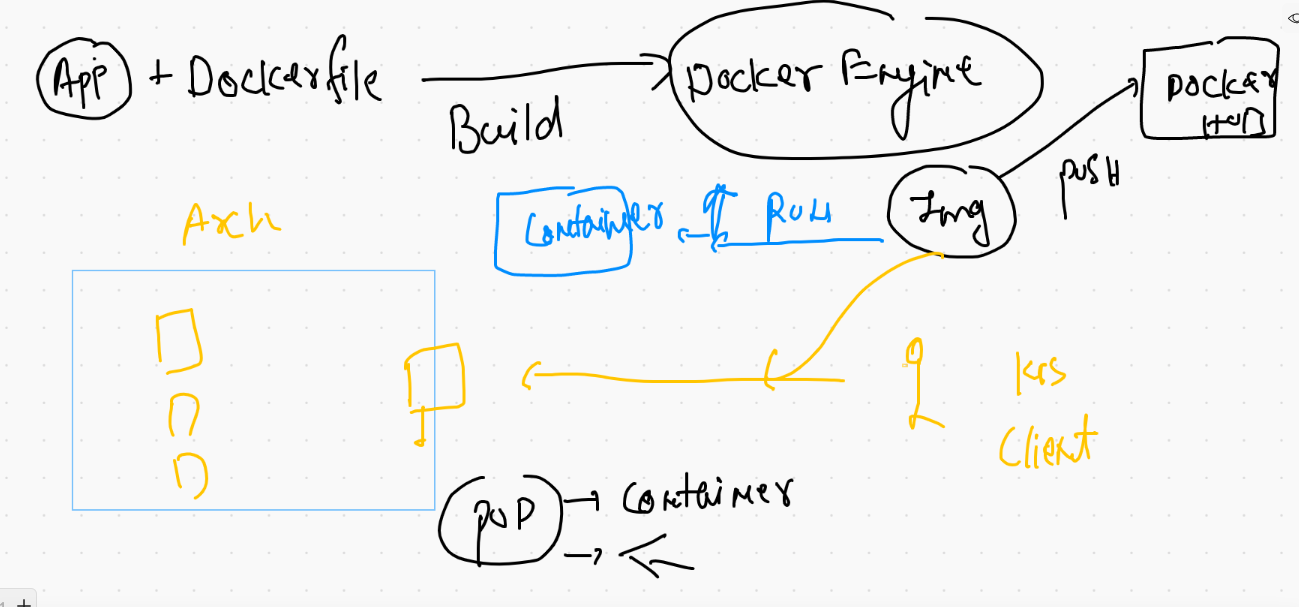 App + Dockerfile
Build
Docker Engine
Docker
HUB
Img
PUSH
Container
RUN
Arch
K8s
Client
POD
Container